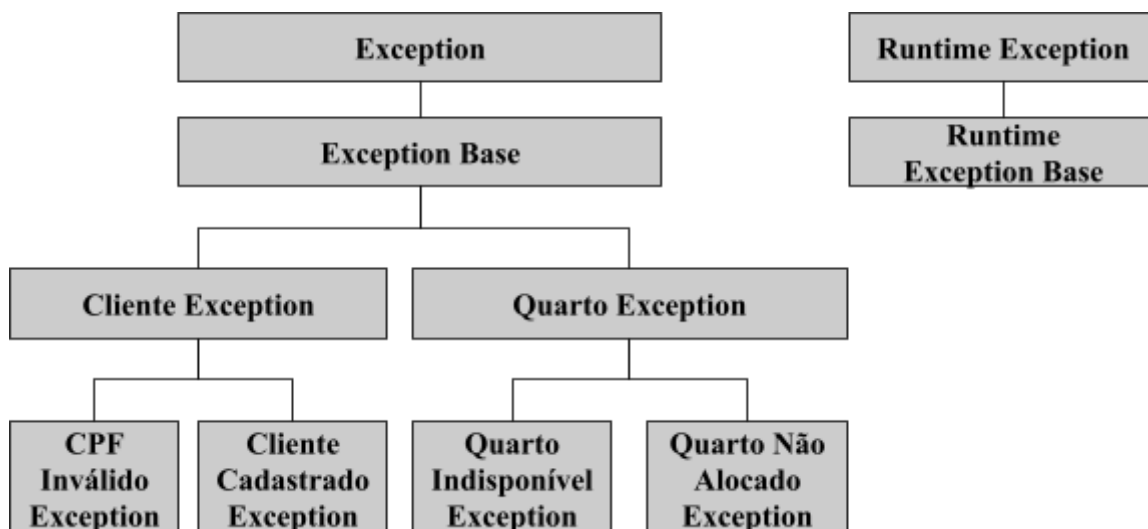 Exception
Runtime Exception
Exception Base
Runtime
Exception Base
Cliente Exception
Quarto Exception
CPF
Inválido
Exception
Cliente
Cadastrado
Exception
Quarto
Indisponível
Exception
Quarto Não
Alocado
Exception